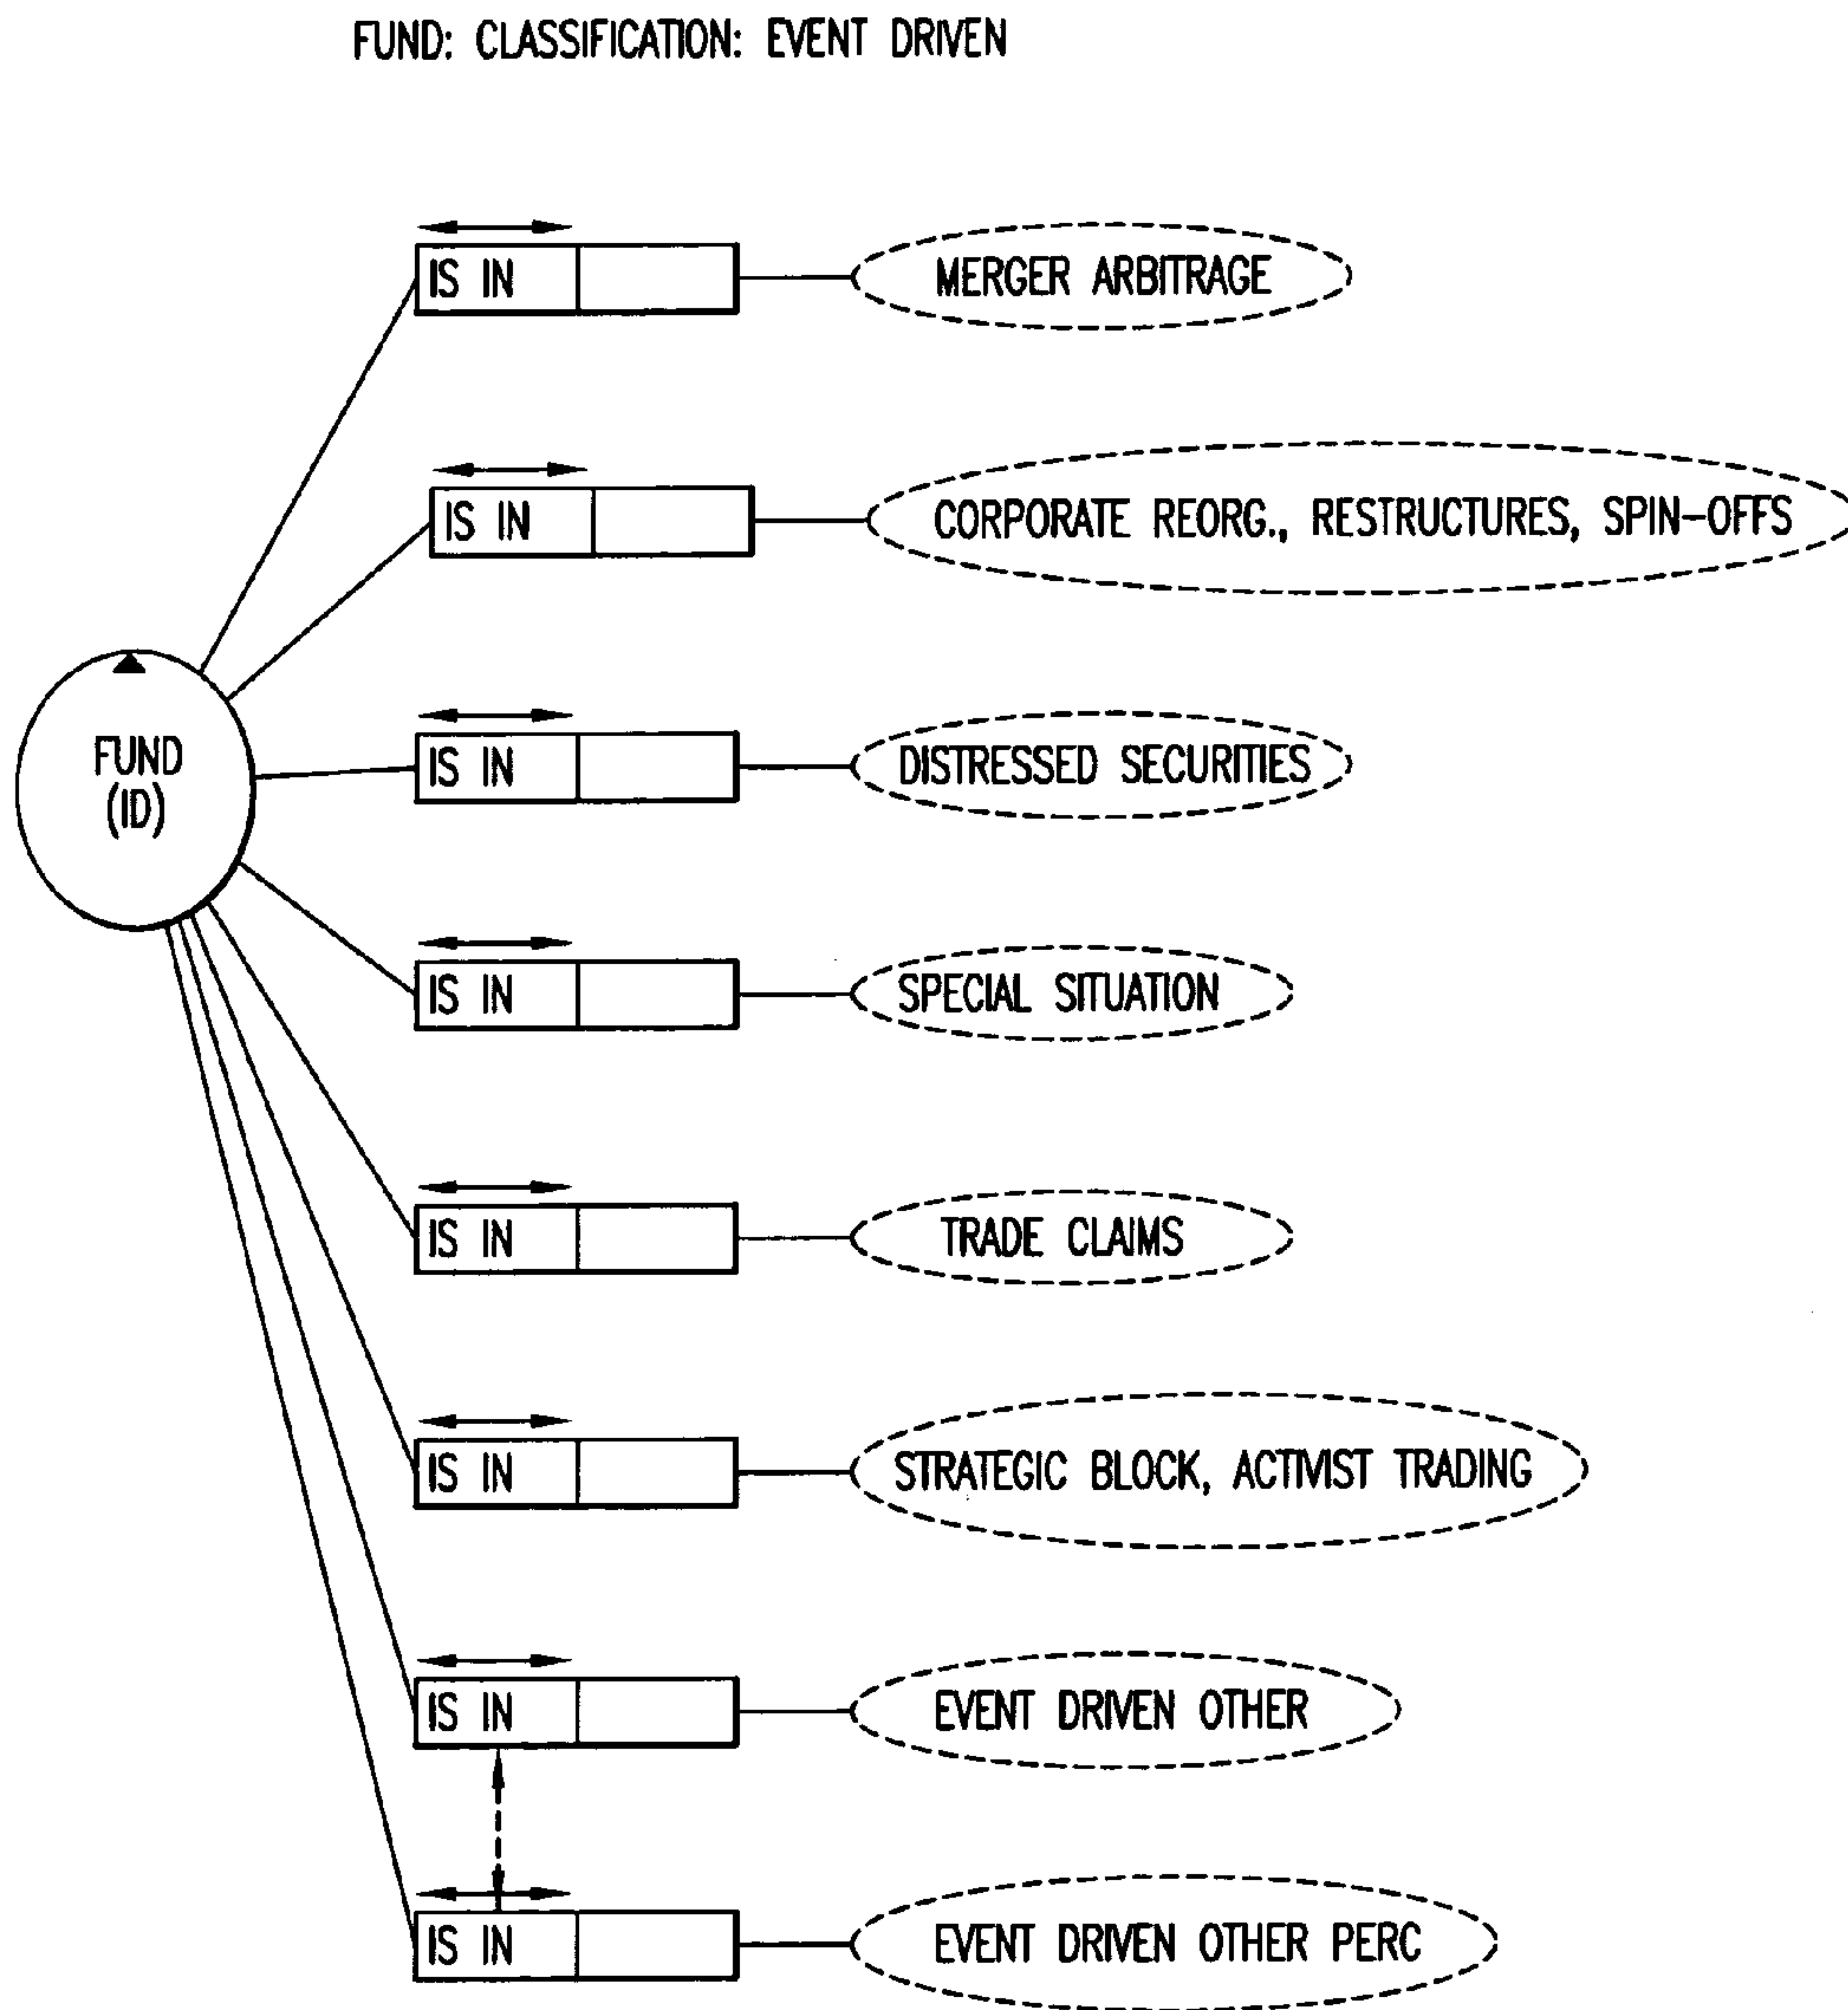 FUND: CLASSIFICATION: EVENT DRIVEN
IS IN
MERGER ARBITRAGE
IS IN
CORPORATE REORG., RESTRUCTURES, SPIN-OFFS
FUND
(ID)
IS IN
DISTRESSED SECURITIES
IS IN
SPECIAL SITUATION
IS IN
TRADE CLAIMS
IS IN
STRATEGIC BLOCK, ACTIVIST TRADING
IS IN
EVENT DRIVEN OTHER
IS IN
EVENT DRIVEN OTHER PERC